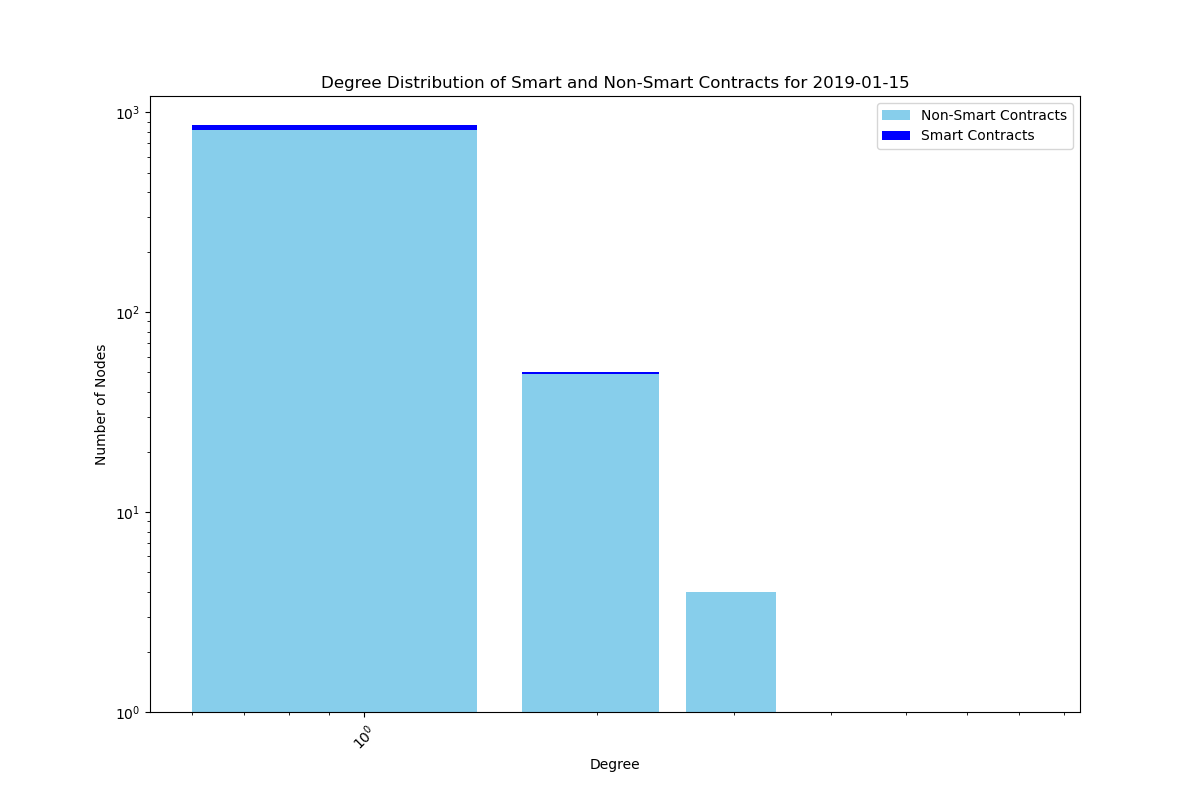 Degree Distribution of Smart and Non-Smart Contracts for 2019-01-15
Non-Smart Contracts
Smart Contracts
Number of Nodes
10³
10²
10¹
10⁰
10⁰
Degree